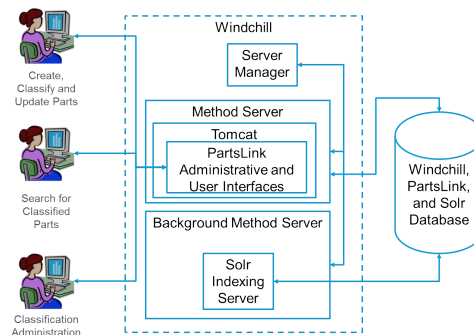 Windchill
Server
Manager
Create,
Classify and
Update Parts
Method Server
Tomcat
PartsLink
Administrative and
User Interfaces
Search for
Classified
Parts
Windchill,
PartsLink,
and Solr
Database
Background Method Server
Solr
Indexing
Server
Classification
Administration